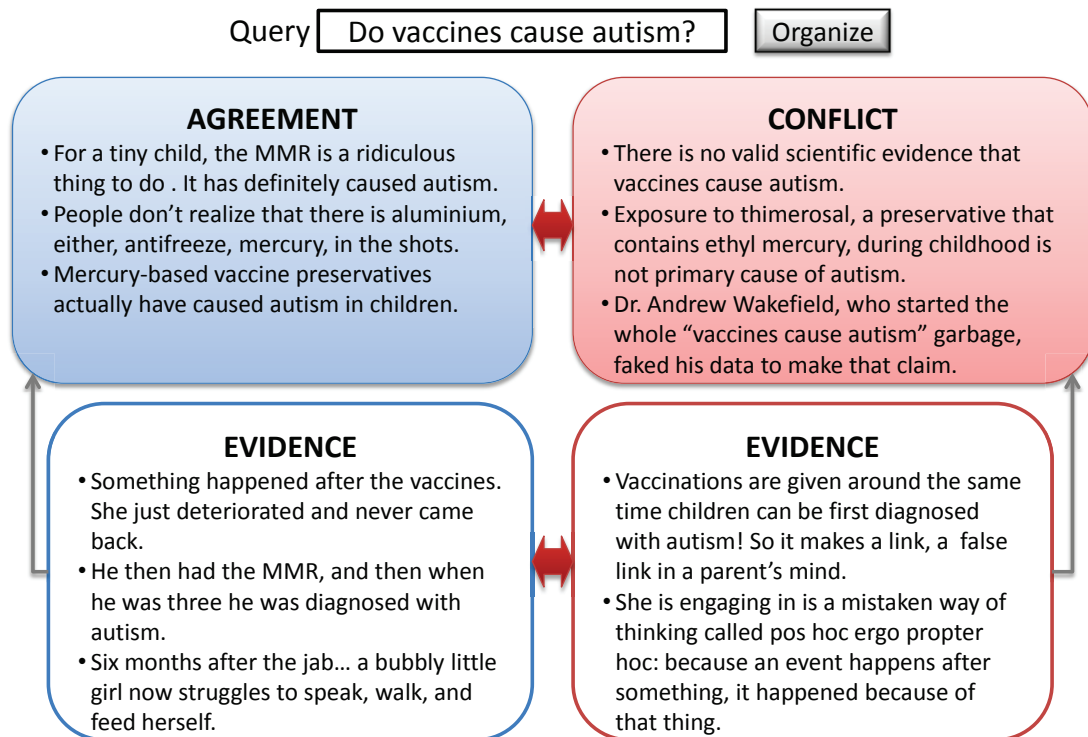 Query Do vaccines cause autism? Organize
AGREEMENT
• For a tiny child, the MMR is a ridiculous
thing to do . It has definitely caused autism.
• People don’t realize that there is aluminium,
either, antifreeze, mercury, in the shots.
• Mercury-based vaccine preservatives
actually have caused autism in children.
CONFLICT
• There is no valid scientific evidence that
vaccines cause autism.
• Exposure to thimerosal, a preservative that
contains ethyl mercury, during childhood is
not primary cause of autism.
• Dr. Andrew Wakefield, who started the
whole “vaccines cause autism” garbage,
faked his data to make that claim.
EVIDENCE
• Something happened after the vaccines.
She just deteriorated and never came
back.
• He then had the MMR, and then when
he was three he was diagnosed with
autism.
• Six months after the jab… a bubbly little
girl now struggles to speak, walk, and
feed herself.
EVIDENCE
• Vaccinations are given around the same
time children can be first diagnosed
with autism! So it makes a link, a false
link in a parent’s mind.
• She is engaging in is a mistaken way of
thinking called pos hoc ergo propter
hoc: because an event happens after
something, it happened because of
that thing.